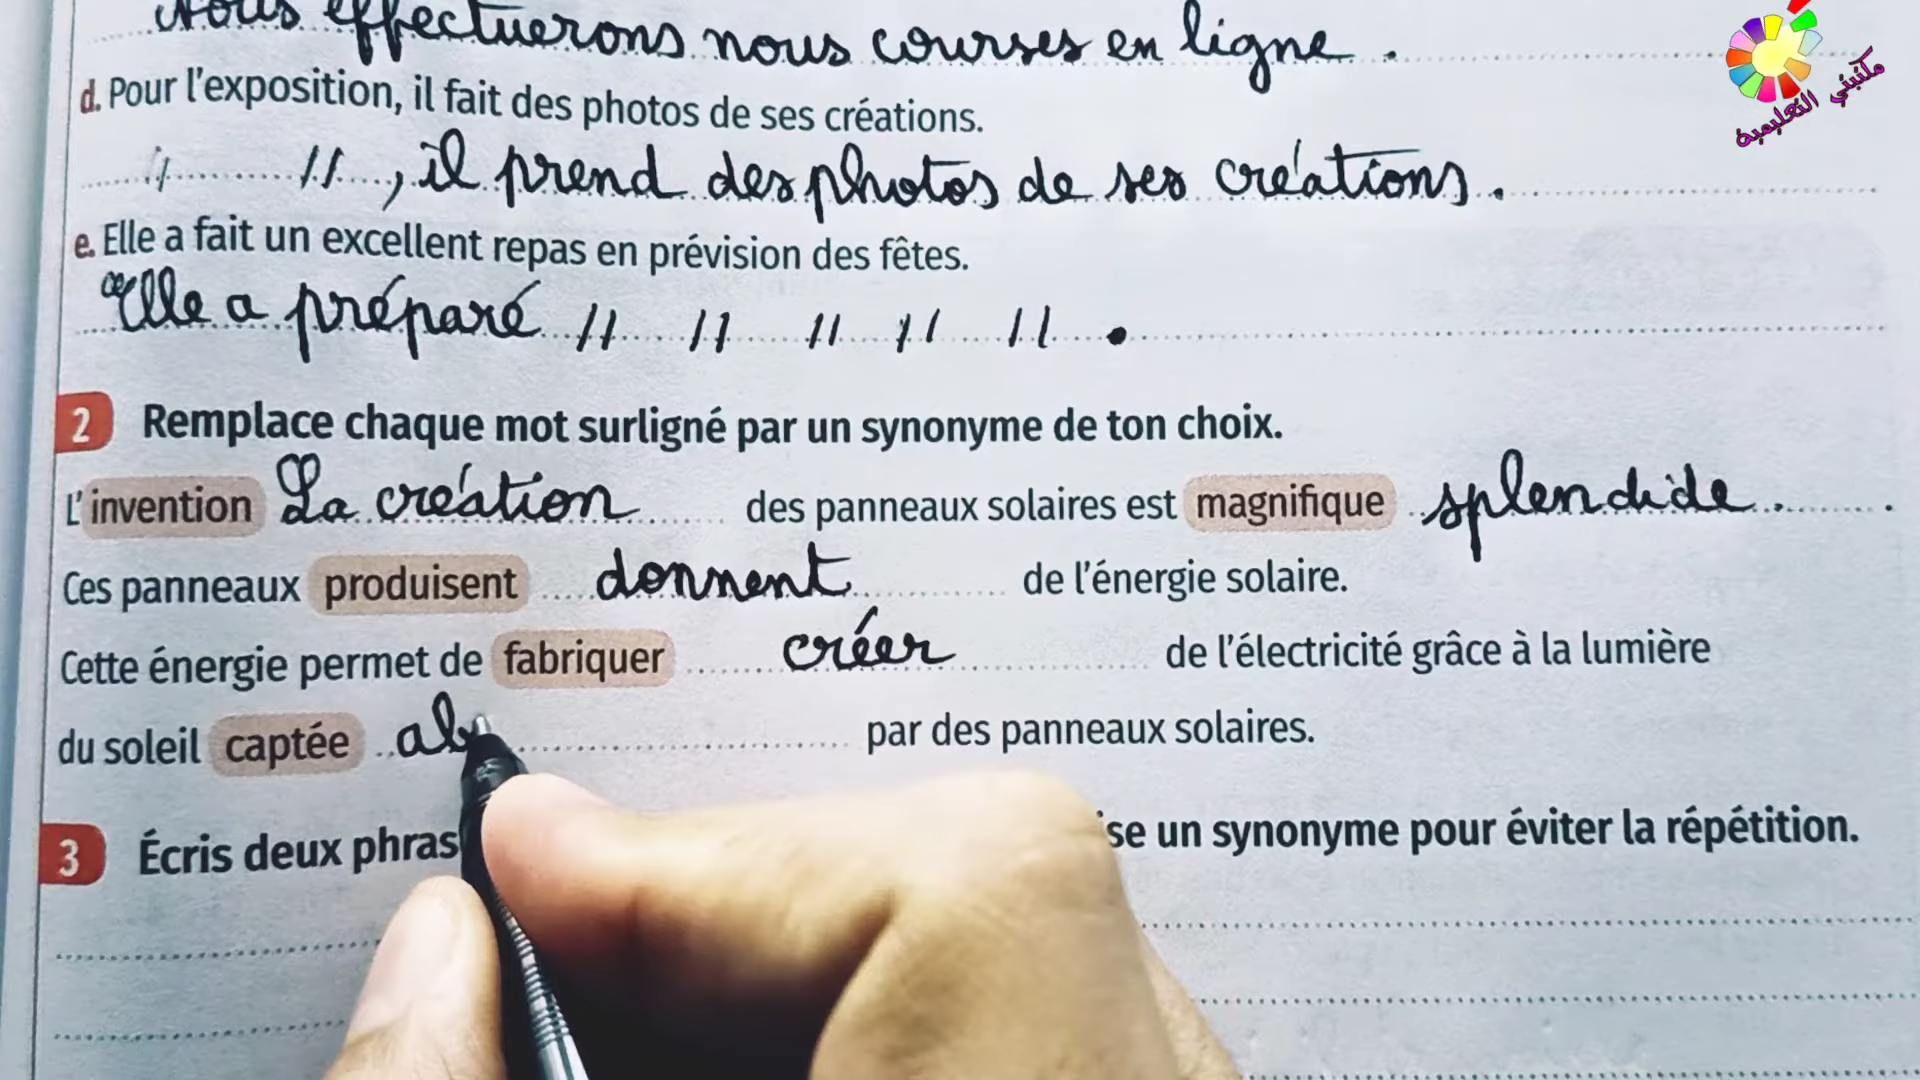 Nous effectuerons nous courses en ligne.
d. Pour l'exposition, il fait des photos de ses créations.
// // , il prend des photos de ses créations.
e. Elle a fait un excellent repas en prévision des fêtes.
Elle a préparé // // // // // .
2 Remplace chaque mot surligné par un synonyme de ton choix.
L'invention La création des panneaux solaires est magnifique splendide .
Ces panneaux produisent donnent de l'énergie solaire.
Cette énergie permet de fabriquer créer de l'électricité grâce à la lumière
du soleil captée ab par des panneaux solaires.
3 Écris deux phras se un synonyme pour éviter la répétition.
مكتبتي التعليمية